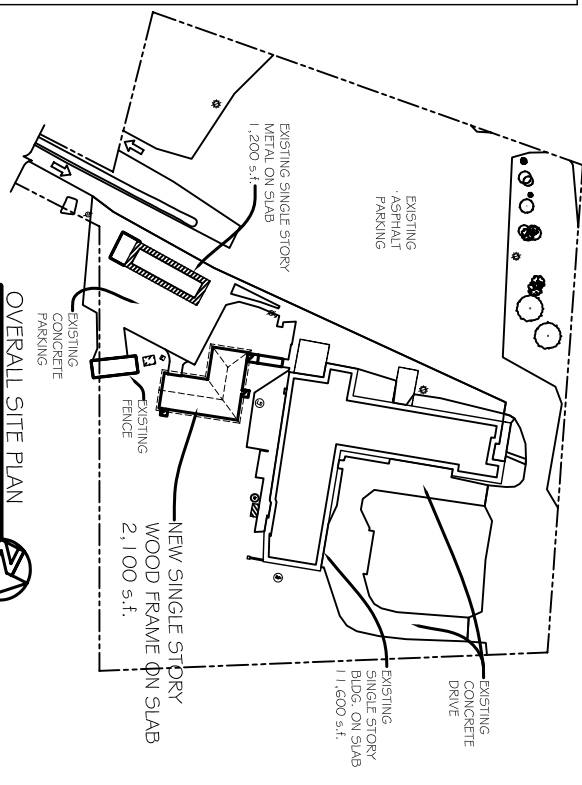 EXISTING SINGLE STORY
METAL ON SLAB
1,200 s.f.
EXISTING
ASPHALT
PARKING
EXISTING
CONCRETE
PARKING
EXISTING
FENCE
NEW SINGLE STORY
WOOD FRAME ON SLAB
2,100 s.f.
EXISTING
SINGLE STORY
BLDG. ON SLAB
11,600 s.f.
EXISTING
CONCRETE
DRIVE
OVERALL SITE PLAN